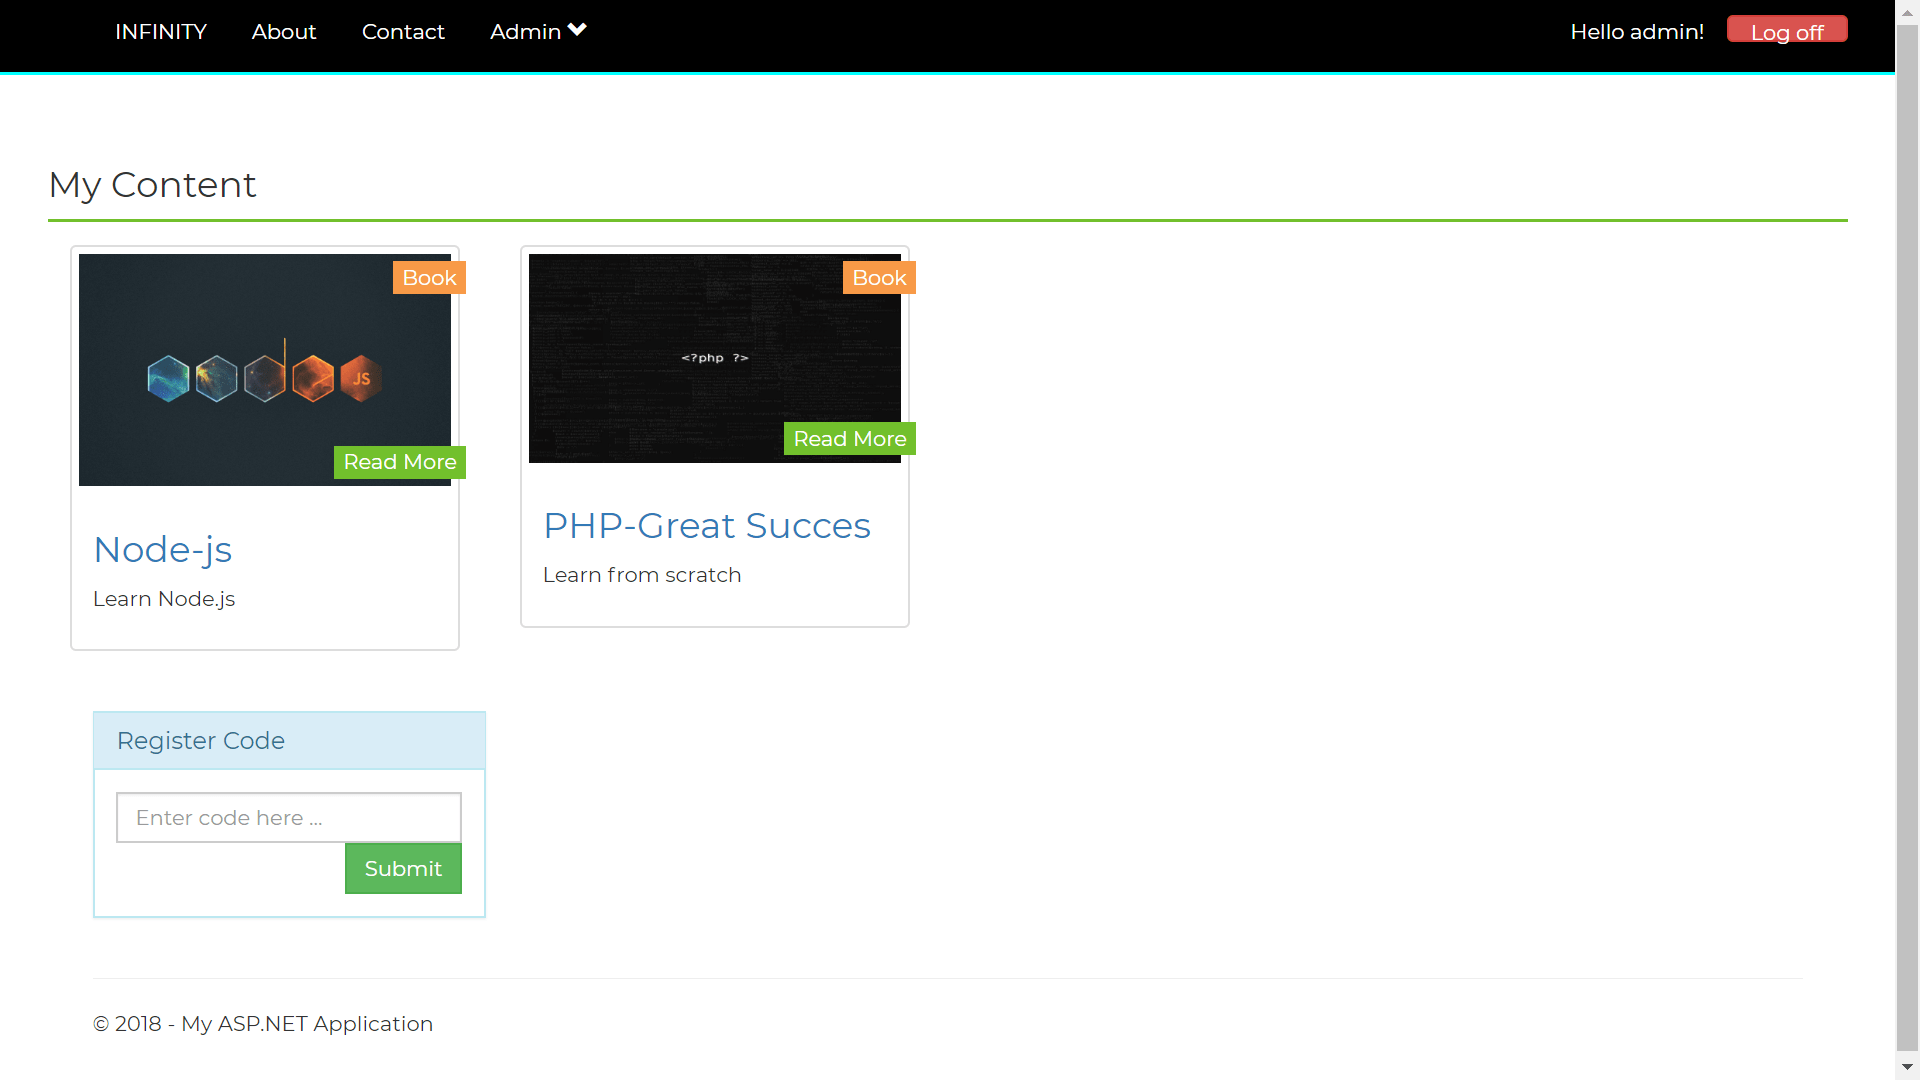 INFINITY About Contact Admin Hello admin! Log off
My Content
Book
JS
Read More
Node-js
Learn Node.js
Book
<?php ?>
Read More
PHP-Great Succes
Learn from scratch
Register Code
Enter code here ...
Submit
© 2018 - My ASP.NET Application